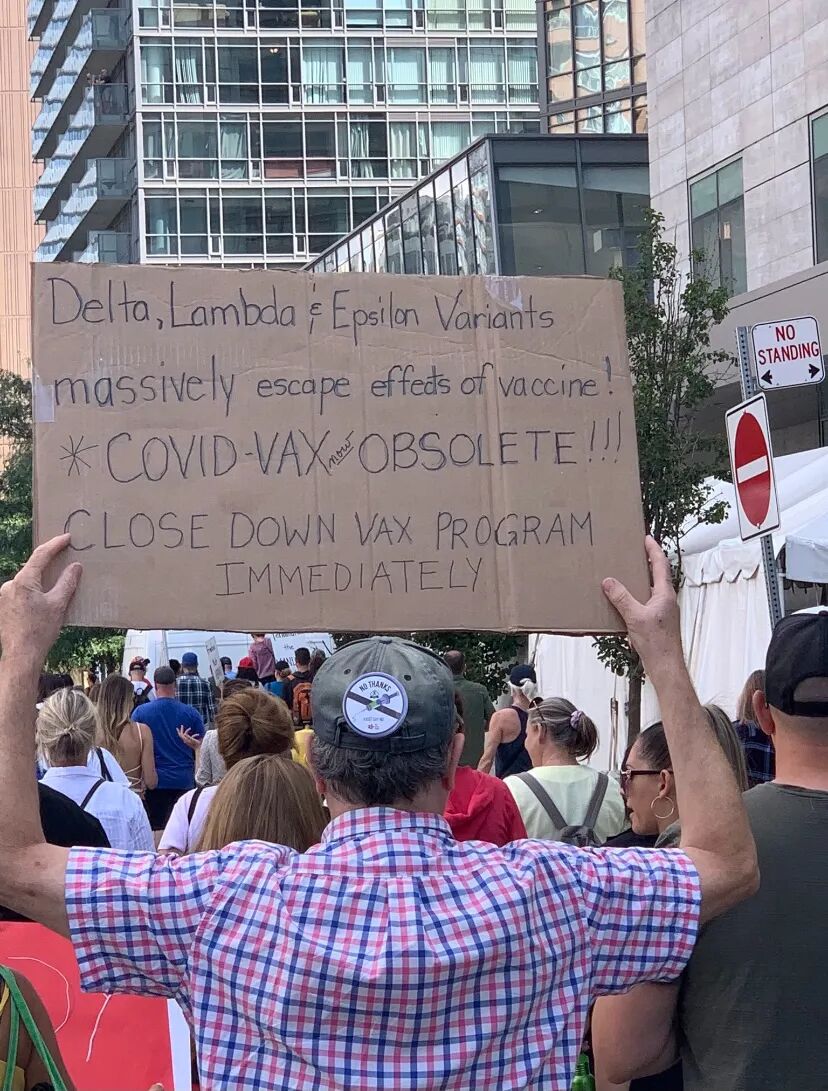 Delta, Lambda & Epsilon Variants
massively escape effects of vaccine!
* COVID-VAX now OBSOLETE!!!
CLOSE DOWN VAX PROGRAM
IMMEDIATELY
NO
STANDING
NO THANKS